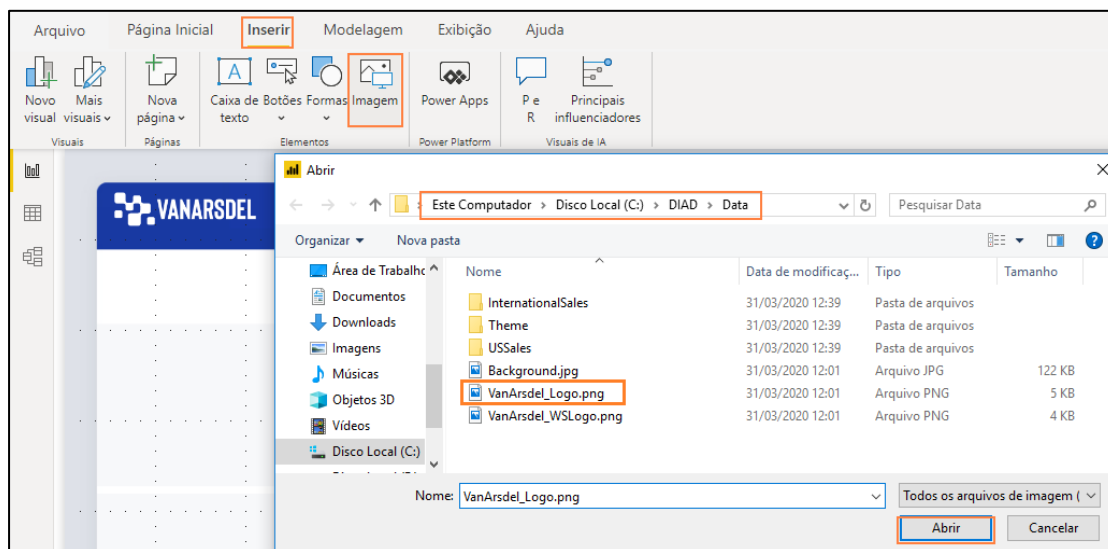 Arquivo Página Inicial Inserir Modelagem Exibição Ajuda
Novo visual
Mais visuais
Nova página
Caixa de texto
Botões
Formas
Imagem
Power Apps
P e R
Principais influenciadores
Visuais
Páginas
Elementos
Power Platform
Visuais de IA
VANARSDEL
Abrir
Este Computador > Disco Local (C:) > DIAD > Data
Pesquisar Data
Organizar
Nova pasta
Área de Trabalho
Documentos
Downloads
Imagens
Músicas
Objetos 3D
Vídeos
Disco Local (C:)
Nome Data de modificaç... Tipo Tamanho
InternationalSales 31/03/2020 12:39 Pasta de arquivos
Theme 31/03/2020 12:39 Pasta de arquivos
USSales 31/03/2020 12:39 Pasta de arquivos
Background.jpg 31/03/2020 12:01 Arquivo JPG 122 KB
VanArsdel_Logo.png 31/03/2020 12:01 Arquivo PNG 5 KB
VanArsdel_WSLogo.png 31/03/2020 12:01 Arquivo PNG 4 KB
Nome: VanArsdel_Logo.png
Todos os arquivos de imagem (
Abrir Cancelar